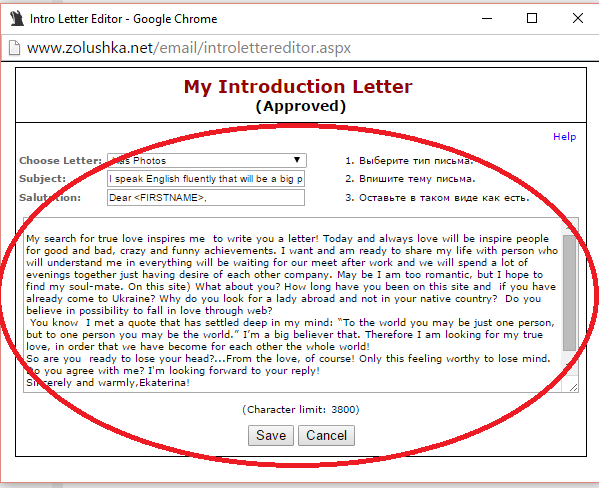 Intro Letter Editor - Google Chrome
www.zolushka.net/email/introlettereditor.aspx
My Introduction Letter
(Approved)
Help
Choose Letter: Has Photos
1. Выберите тип письма.
Subject: I speak English fluently that will be a big p
2. Впишите тему письма.
Salutation: Dear <FIRSTNAME>,
3. Оставьте в таком виде как есть.
My search for true love inspires me  to write you a letter! Today and always love will be inspire people
for good and bad, crazy and funny achievements. I want and am ready to share my life with person who
will understand me in everything will be waiting for our meet after work and we will spend a lot of
evenings together just having desire of each other company. May be I am too romantic, but I hope to
find my soul-mate. On this site) What about you? How long have you been on this site and  if you have
already come to Ukraine? Why do you look for a lady abroad and not in your native country?  Do you
believe in possibility to fall in love through web?
You know  I met a quote that has settled deep in my mind: “To the world you may be just one person,
but to one person you may be the world.” I’m a big believer that. Therefore I am looking for my true
love, in order that we have become for each other the whole world!
So are you  ready to lose your head?...From the love, of course! Only this feeling worthy to lose mind.
Do you agree with me? I'm looking forward to your reply!
Sincerely and warmly,Ekaterina!
(Character limit: 3800)
Save Cancel